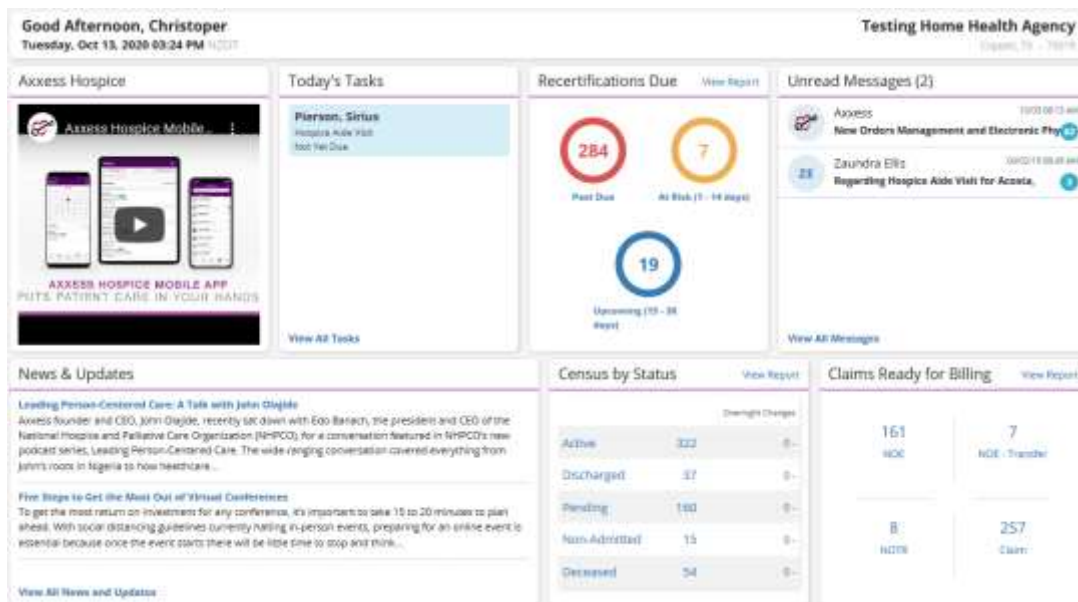 Good Afternoon, Christoper
Tuesday, Oct 13, 2020 03:24 PM
Testing Home Health Agency
Axxess Hospice
Axxess Hospice Mobile...
AXXESS HOSPICE MOBILE APP
PUTS PATIENT CARE IN YOUR HANDS
Today's Tasks
Pierson, Sirius
Hospice Aide Visit
Not Yet Due
View All Tasks
Recertifications Due View Report
284
Past Due
7
At Risk (1 - 14 days)
19
Upcoming (15 - 30
days)
Unread Messages (2)
Axxess
New Orders Management and Electronic Phy
Zaundra Ellis
23
Regarding Hospice Aide Visit for Acosta,
View All Messages
News & Updates
Leading Person-Centered Care: A Talk with John Olajide
Axxess founder and CEO, John Olajide, recently sat down with Edo Banach, the president and CEO of the
National Hospice and Palliative Care Organization (NHPCO), for a conversation featured in NHPCO's new
podcast series, Leading Person-Centered Care. The wide-ranging conversation covered everything from
John's roots in Nigeria to how healthcare...
Five Steps to Get the Most Out of Virtual Conferences
To get the most return on investment for any conference, it's important to take 15 to 20 minutes to plan
ahead. With social distancing guidelines currently halting in-person events, preparing for an online event is
essential because once the event starts there will be little time to stop and think...
View All News and Updates
Census by Status View Report
Overnight Changes
Active 322 0 -
Discharged 37 0 -
Pending 160 0 -
Non-Admitted 15 0 -
Deceased 54 0 -
Claims Ready for Billing View Report
161
NOE
7
NOE - Transfer
8
NOTR
257
Claim